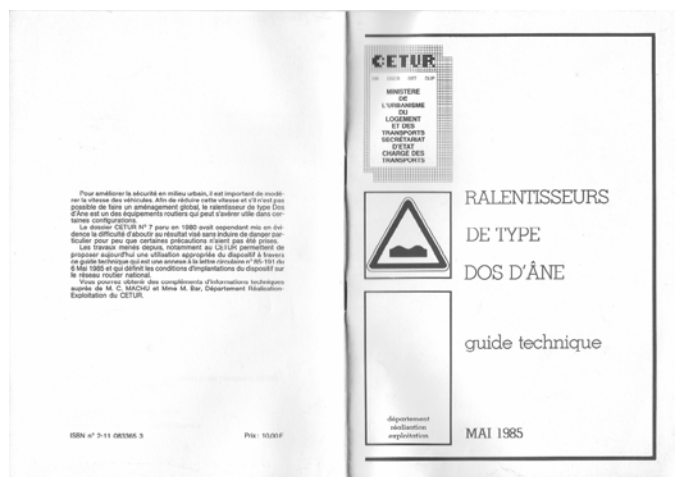 Pour améliorer la sécurité en milieu urbain, il est important de modé-
rer la vitesse des véhicules. Afin de réduire cette vitesse et s'il n'est pas
possible de faire un aménagement global, le ralentisseur de type Dos
d'Âne est un des équipements routiers qui peut s'avérer utile dans cer-
taines configurations.
Le dossier CETUR N° 7 paru en 1980 avait cependant mis en évi-
dence la difficulté d'aboutir au résultat visé sans induire de danger par-
ticulier pour peu que certaines précautions n'aient pas été prises.
Les travaux menés depuis, notamment au CETUR permettent de
proposer aujourd'hui une utilisation appropriée du dispositif à travers
ce guide technique qui est une annexe à la lettre circulaire n° 85-191 du
6 Mai 1985 et qui définit les conditions d'implantations du dispositif sur
le réseau routier national.
Vous pourrez obtenir des compléments d'informations techniques
auprès de M. C. MACHU et Mme M. Bar, Département Réalisation-
Exploitation du CETUR.
ISBN n° 2-11-083365-3
Prix : 10,00 F
CETUR
MINISTERE
DE
L'URBANISME
DU
LOGEMENT
ET DES
TRANSPORTS
SECRÉTARIAT
D'ETAT
CHARGÉ DES
TRANSPORTS
RALENTISSEURS
DE TYPE
DOS D'ÂNE
guide technique
département
réalisation
exploitation
MAI 1985